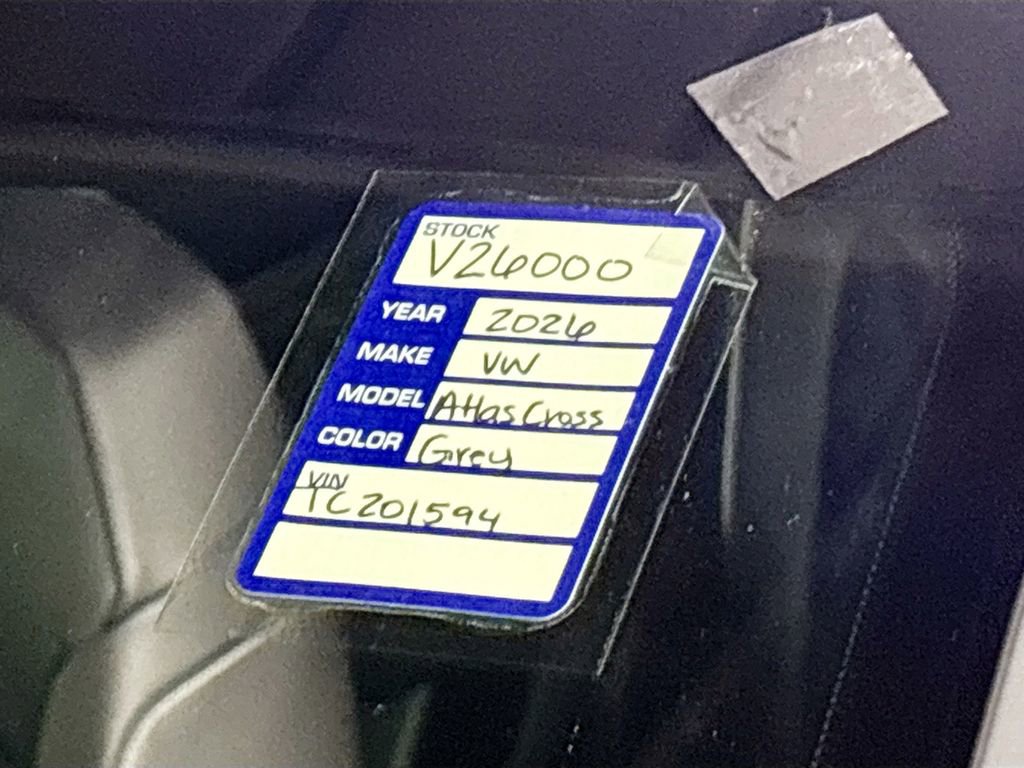 STOCK
V26000
YEAR 2026
MAKE VW
MODEL Atlas Cross
COLOR Grey
VIN
TC201594